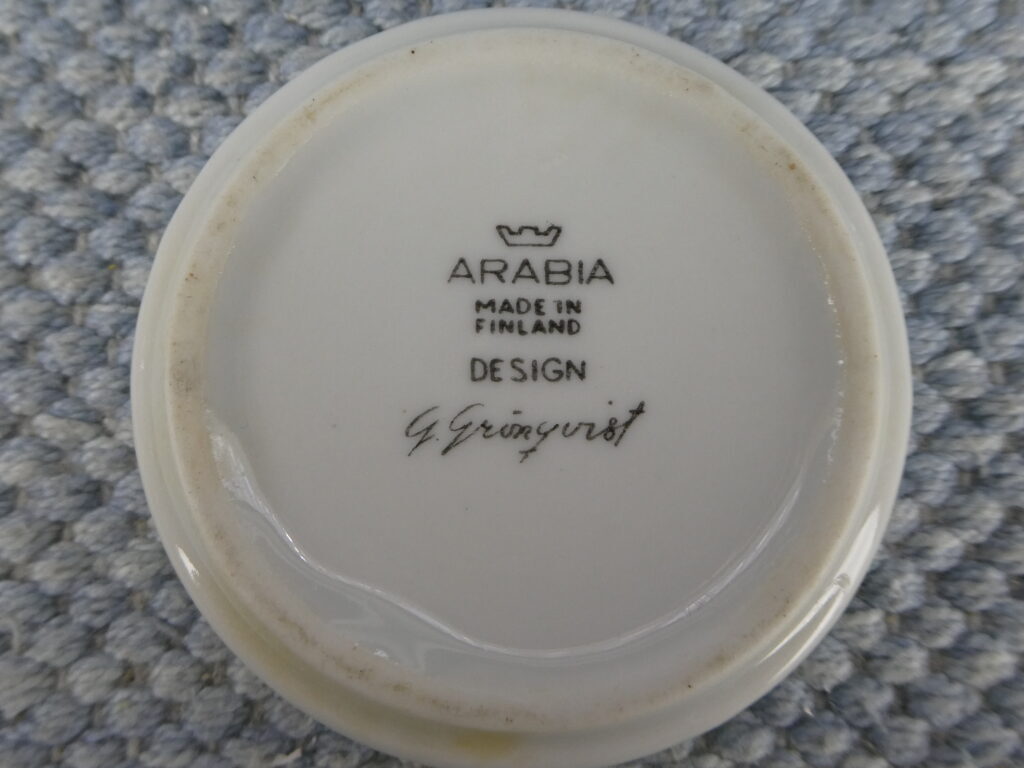 ARABIA
MADE IN
FINLAND
DESIGN
G. Grönqvist